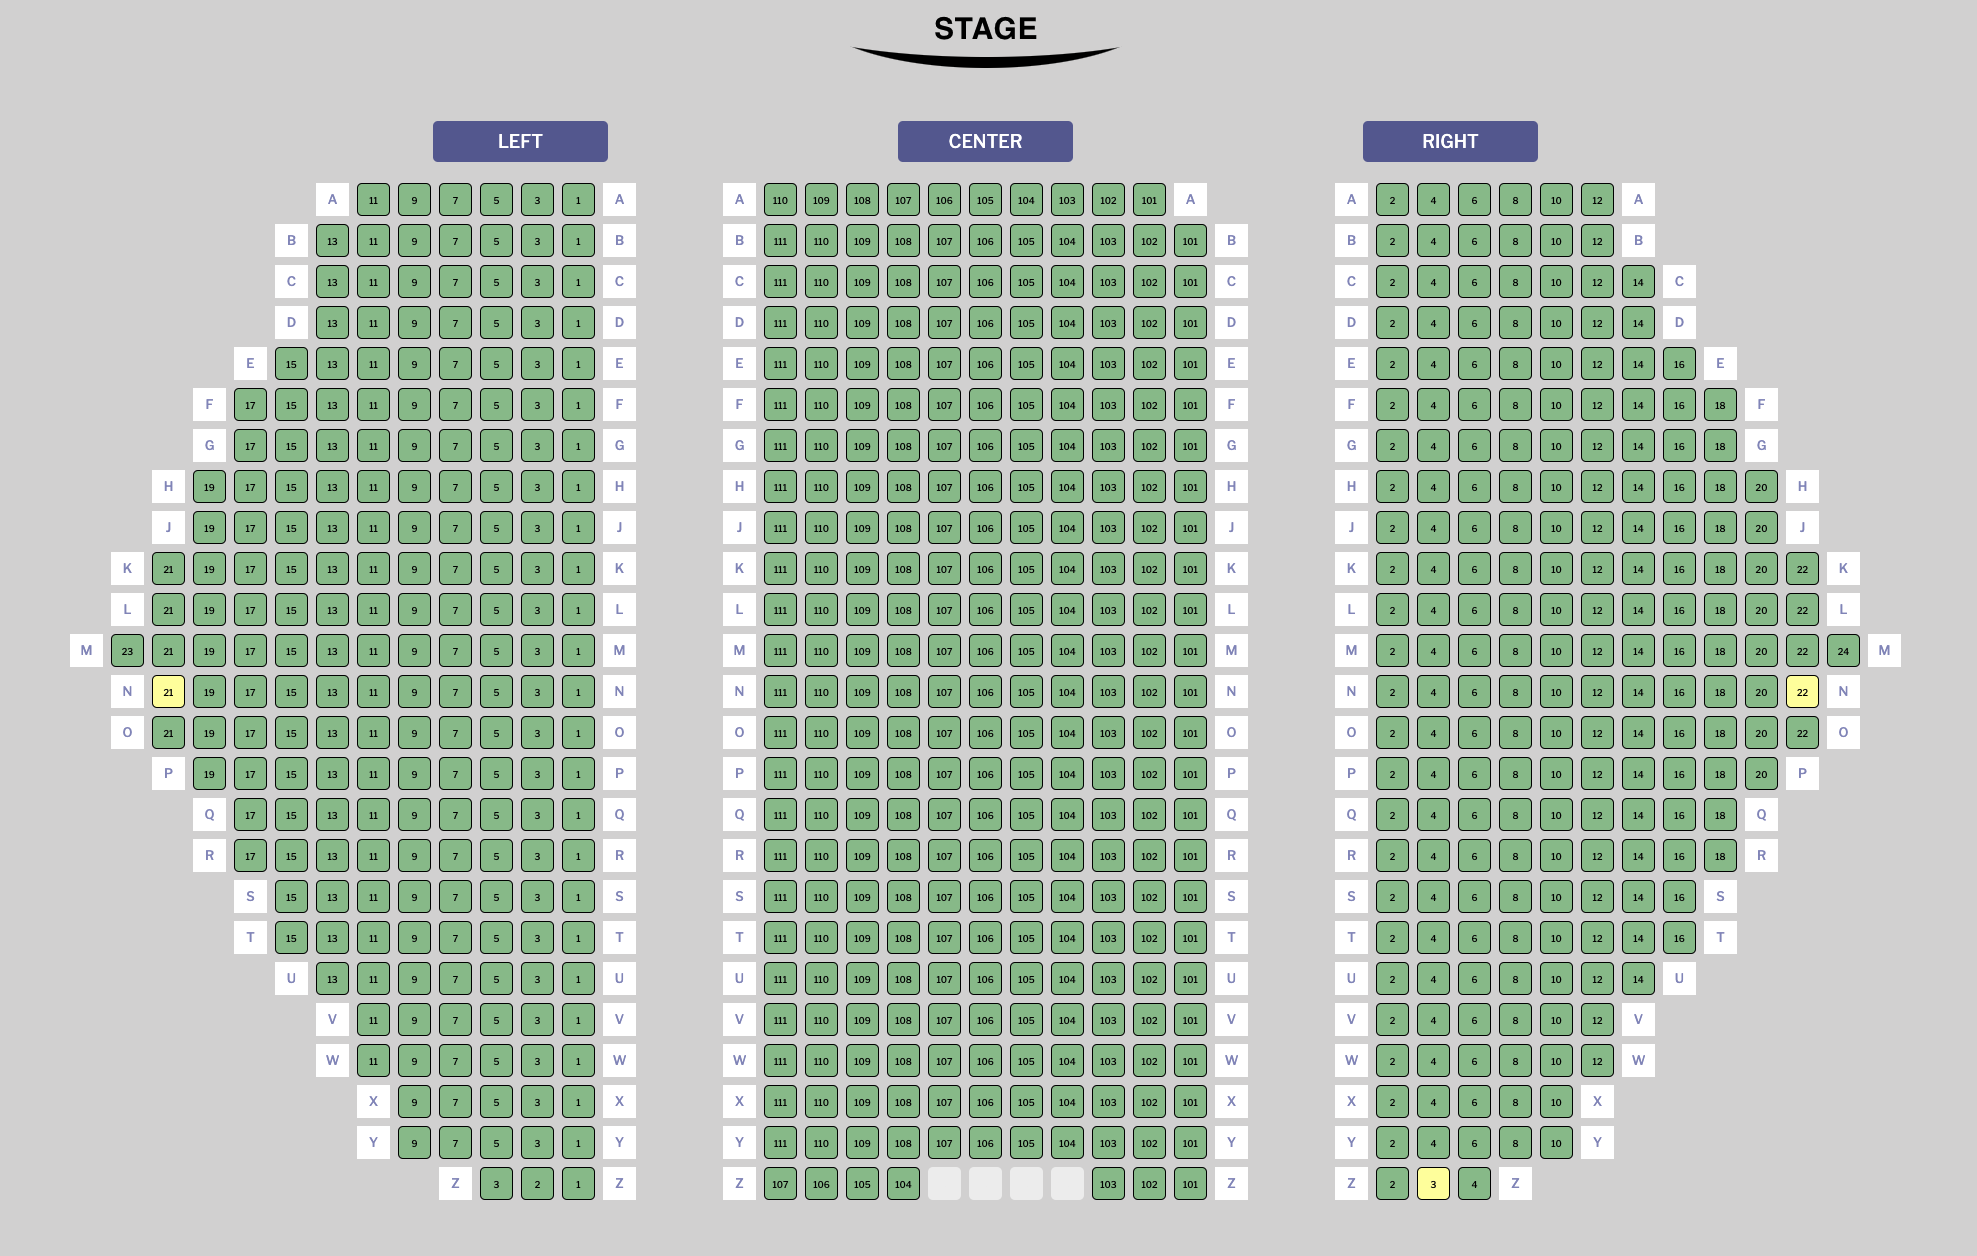 STAGE
LEFT CENTER RIGHT
A 11 9 7 5 3 1 A A 110 109 108 107 106 105 104 103 102 101 A A 2 4 6 8 10 12 A
B 13 11 9 7 5 3 1 B B 111 110 109 108 107 106 105 104 103 102 101 B B 2 4 6 8 10 12 B
C 13 11 9 7 5 3 1 C C 111 110 109 108 107 106 105 104 103 102 101 C C 2 4 6 8 10 12 14 C
D 13 11 9 7 5 3 1 D D 111 110 109 108 107 106 105 104 103 102 101 D D 2 4 6 8 10 12 14 D
E 15 13 11 9 7 5 3 1 E E 111 110 109 108 107 106 105 104 103 102 101 E E 2 4 6 8 10 12 14 16 E
F 17 15 13 11 9 7 5 3 1 F F 111 110 109 108 107 106 105 104 103 102 101 F F 2 4 6 8 10 12 14 16 18 F
G 17 15 13 11 9 7 5 3 1 G G 111 110 109 108 107 106 105 104 103 102 101 G G 2 4 6 8 10 12 14 16 18 G
H 19 17 15 13 11 9 7 5 3 1 H H 111 110 109 108 107 106 105 104 103 102 101 H H 2 4 6 8 10 12 14 16 18 20 H
J 19 17 15 13 11 9 7 5 3 1 J J 111 110 109 108 107 106 105 104 103 102 101 J J 2 4 6 8 10 12 14 16 18 20 J
K 21 19 17 15 13 11 9 7 5 3 1 K K 111 110 109 108 107 106 105 104 103 102 101 K K 2 4 6 8 10 12 14 16 18 20 22 K
L 21 19 17 15 13 11 9 7 5 3 1 L L 111 110 109 108 107 106 105 104 103 102 101 L L 2 4 6 8 10 12 14 16 18 20 22 L
M 23 21 19 17 15 13 11 9 7 5 3 1 M M 111 110 109 108 107 106 105 104 103 102 101 M M 2 4 6 8 10 12 14 16 18 20 22 24 M
N 21 19 17 15 13 11 9 7 5 3 1 N N 111 110 109 108 107 106 105 104 103 102 101 N N 2 4 6 8 10 12 14 16 18 20 22 N
O 21 19 17 15 13 11 9 7 5 3 1 O O 111 110 109 108 107 106 105 104 103 102 101 O O 2 4 6 8 10 12 14 16 18 20 22 O
P 19 17 15 13 11 9 7 5 3 1 P P 111 110 109 108 107 106 105 104 103 102 101 P P 2 4 6 8 10 12 14 16 18 20 P
Q 17 15 13 11 9 7 5 3 1 Q Q 111 110 109 108 107 106 105 104 103 102 101 Q Q 2 4 6 8 10 12 14 16 18 Q
R 17 15 13 11 9 7 5 3 1 R R 111 110 109 108 107 106 105 104 103 102 101 R R 2 4 6 8 10 12 14 16 18 R
S 15 13 11 9 7 5 3 1 S S 111 110 109 108 107 106 105 104 103 102 101 S S 2 4 6 8 10 12 14 16 S
T 15 13 11 9 7 5 3 1 T T 111 110 109 108 107 106 105 104 103 102 101 T T 2 4 6 8 10 12 14 16 T
U 13 11 9 7 5 3 1 U U 111 110 109 108 107 106 105 104 103 102 101 U U 2 4 6 8 10 12 14 U
V 11 9 7 5 3 1 V V 111 110 109 108 107 106 105 104 103 102 101 V V 2 4 6 8 10 12 V
W 11 9 7 5 3 1 W W 111 110 109 108 107 106 105 104 103 102 101 W W 2 4 6 8 10 12 W
X 9 7 5 3 1 X X 111 110 109 108 107 106 105 104 103 102 101 X X 2 4 6 8 10 X
Y 9 7 5 3 1 Y Y 111 110 109 108 107 106 105 104 103 102 101 Y Y 2 4 6 8 10 Y
Z 3 2 1 Z Z 107 106 105 104 103 102 101 Z Z 2 3 4 Z